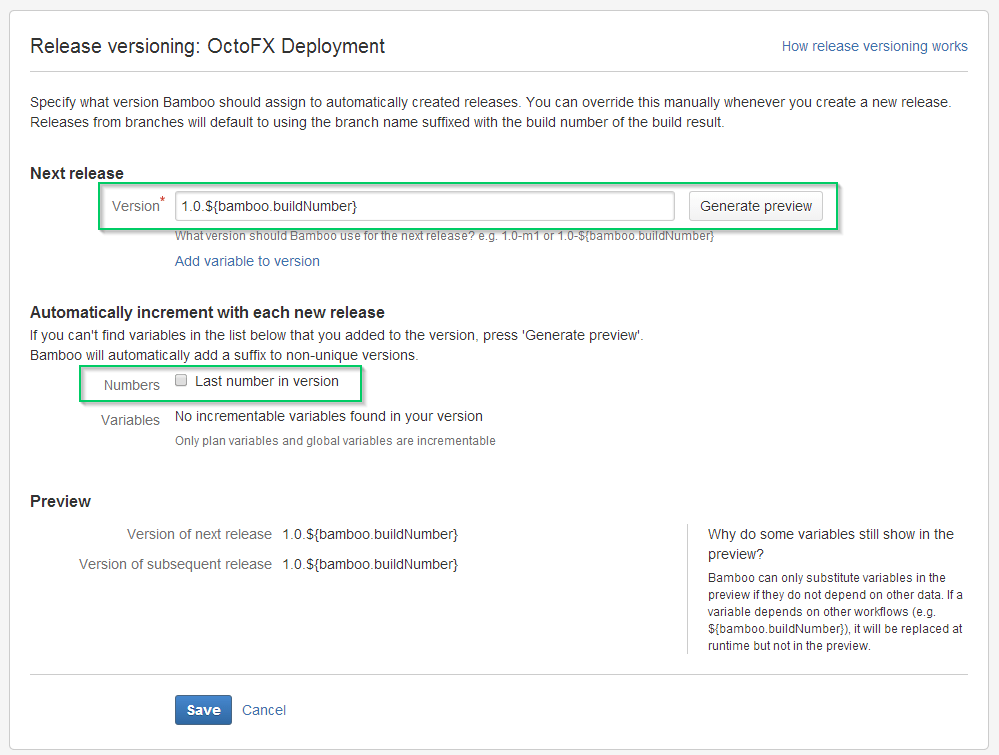 Release versioning: OctoFX Deployment
How release versioning works
Specify what version Bamboo should assign to automatically created releases. You can override this manually whenever you create a new release.
Releases from branches will default to using the branch name suffixed with the build number of the build result.
Next release
Version* 1.0.${bamboo.buildNumber} Generate preview
What version should Bamboo use for the next release? e.g. 1.0-m1 or 1.0-${bamboo.buildNumber}
Add variable to version
Automatically increment with each new release
If you can't find variables in the list below that you added to the version, press 'Generate preview'.
Bamboo will automatically add a suffix to non-unique versions.
Numbers Last number in version
Variables No incrementable variables found in your version
Only plan variables and global variables are incrementable
Preview
Version of next release 1.0.${bamboo.buildNumber}
Version of subsequent release 1.0.${bamboo.buildNumber}
Why do some variables still show in the
preview?
Bamboo can only substitute variables in the
preview if they do not depend on other data. If a
variable depends on other workflows (e.g.
${bamboo.buildNumber}), it will be replaced at
runtime but not in the preview.
Save Cancel